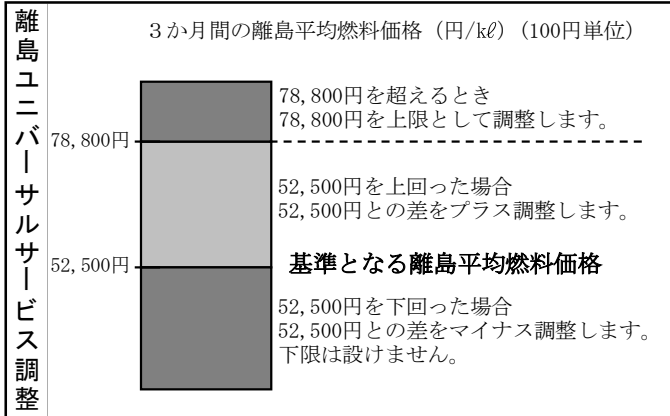 離島ユニバーサルサービス調整
3か月間の離島平均燃料価格（円/kℓ）（100円単位）
78,800円を超えるとき
78,800円を上限として調整します。
78,800円
52,500円を上回った場合
52,500円との差をプラス調整します。
52,500円
基準となる離島平均燃料価格
52,500円を下回った場合
52,500円との差をマイナス調整します。
下限は設けません。